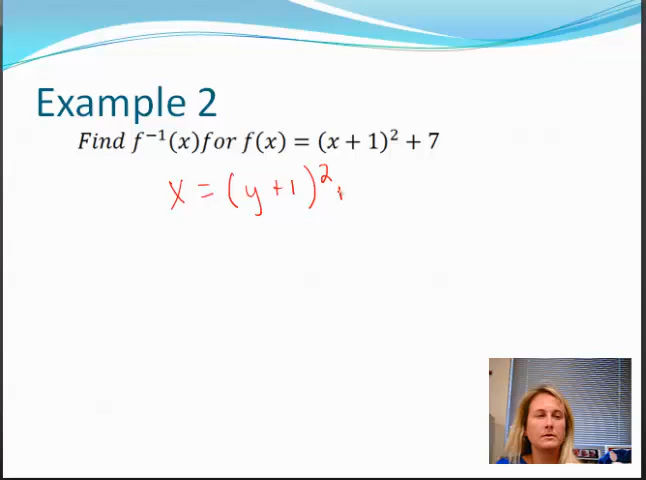 Example 2
Find f⁻¹(x)for f(x) = (x + 1)² + 7
x = (y+1)²